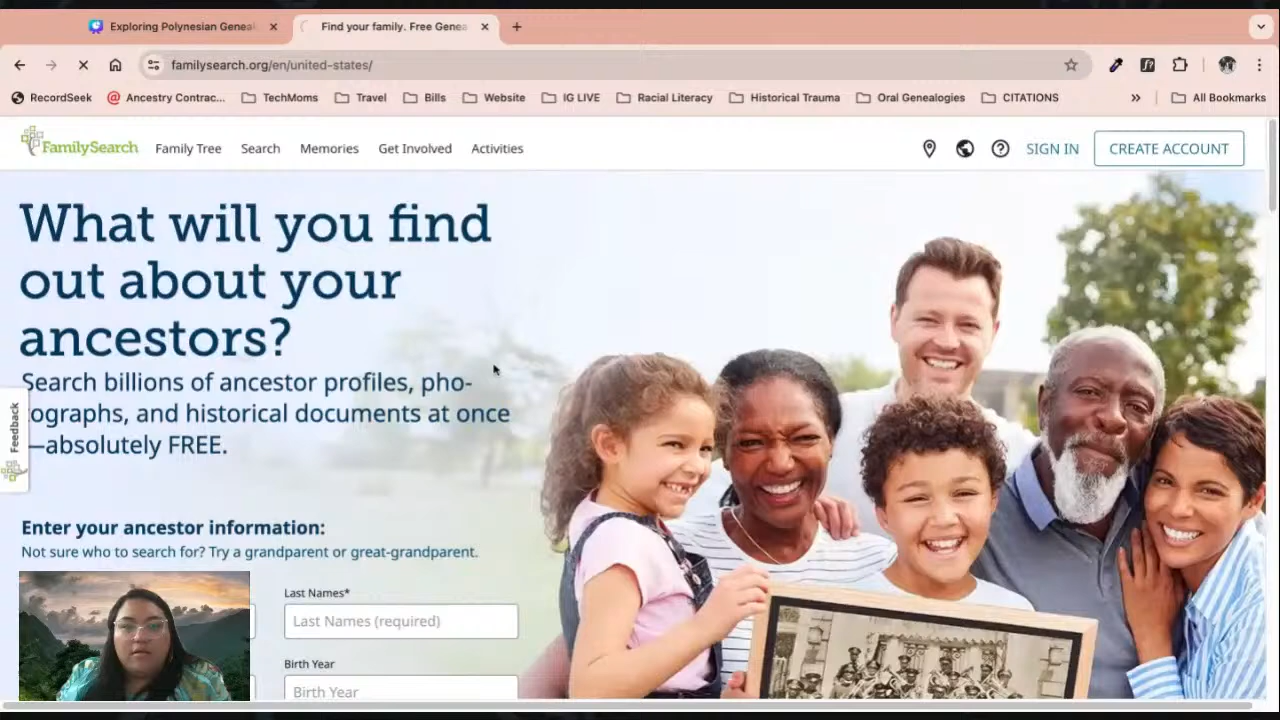 Exploring Polynesian Geneal
Find your family. Free Genea
familysearch.org/en/united-states/
RecordSeek
Ancestry Contrac...
TechMoms
Travel
Bills
Website
IG LIVE
Racial Literacy
Historical Trauma
Oral Genealogies
CITATIONS
All Bookmarks
FamilySearch
Family Tree
Search
Memories
Get Involved
Activities
SIGN IN
CREATE ACCOUNT
What will you find
out about your
ancestors?
Search billions of ancestor profiles, pho-
tographs, and historical documents at once
—absolutely FREE.
Feedback
Enter your ancestor information:
Not sure who to search for? Try a grandparent or great-grandparent.
Last Names*
Last Names (required)
Birth Year
Birth Year